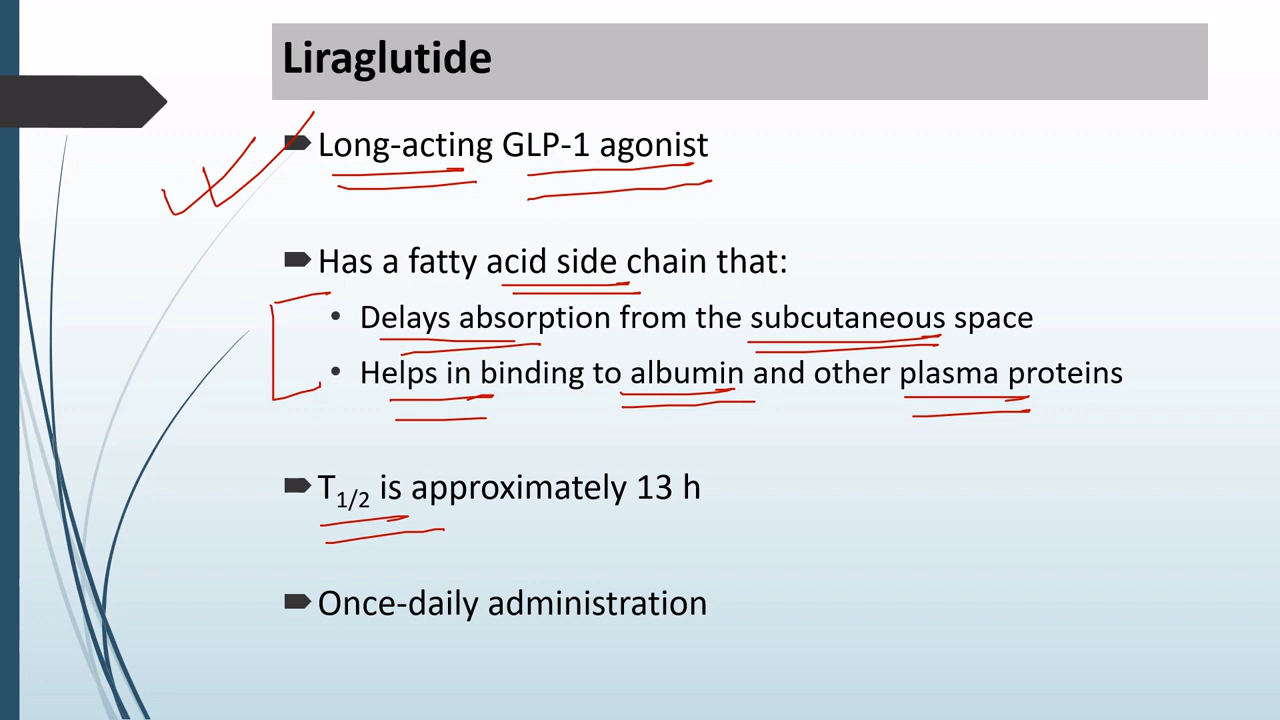 Liraglutide
Long-acting GLP-1 agonist
Has a fatty acid side chain that:
• Delays absorption from the subcutaneous space
• Helps in binding to albumin and other plasma proteins
T1/2 is approximately 13 h
Once-daily administration